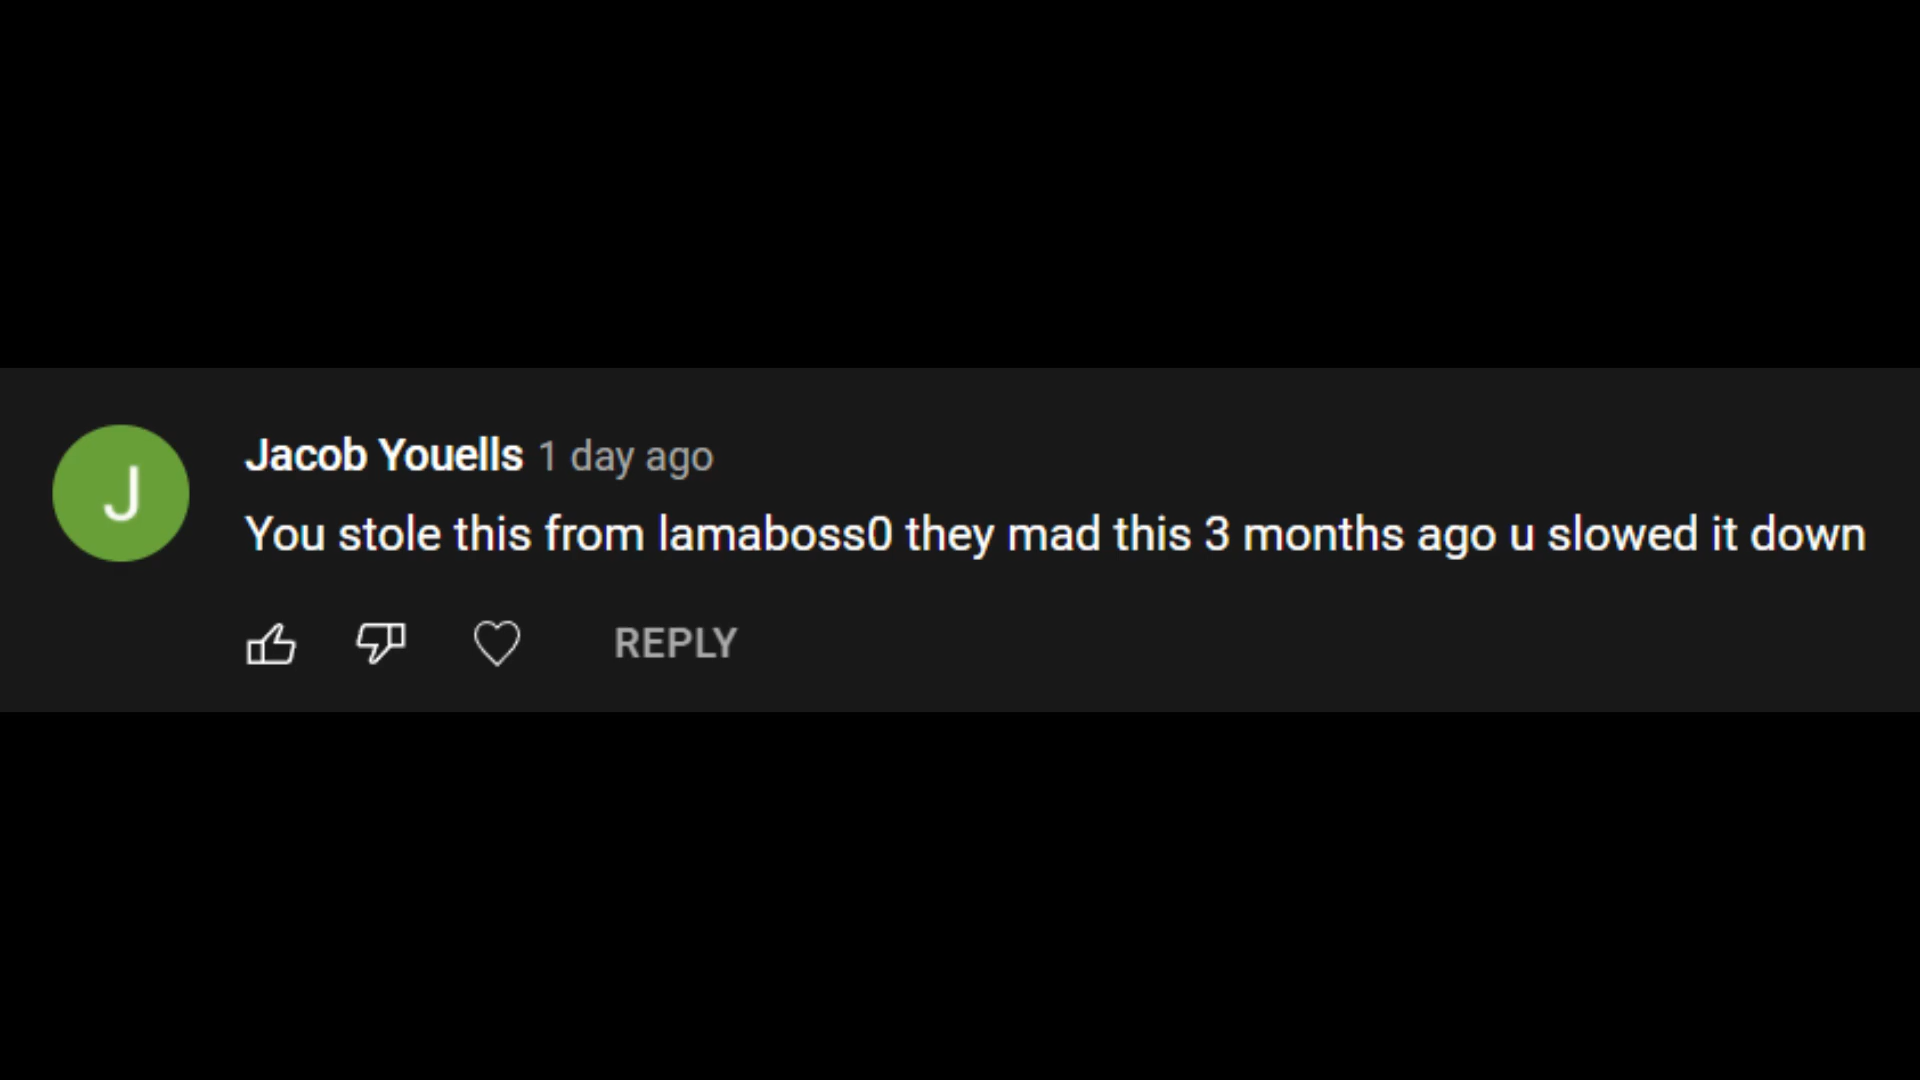 J
Jacob Youells 1 day ago
You stole this from lamaboss0 they mad this 3 months ago u slowed it down
REPLY